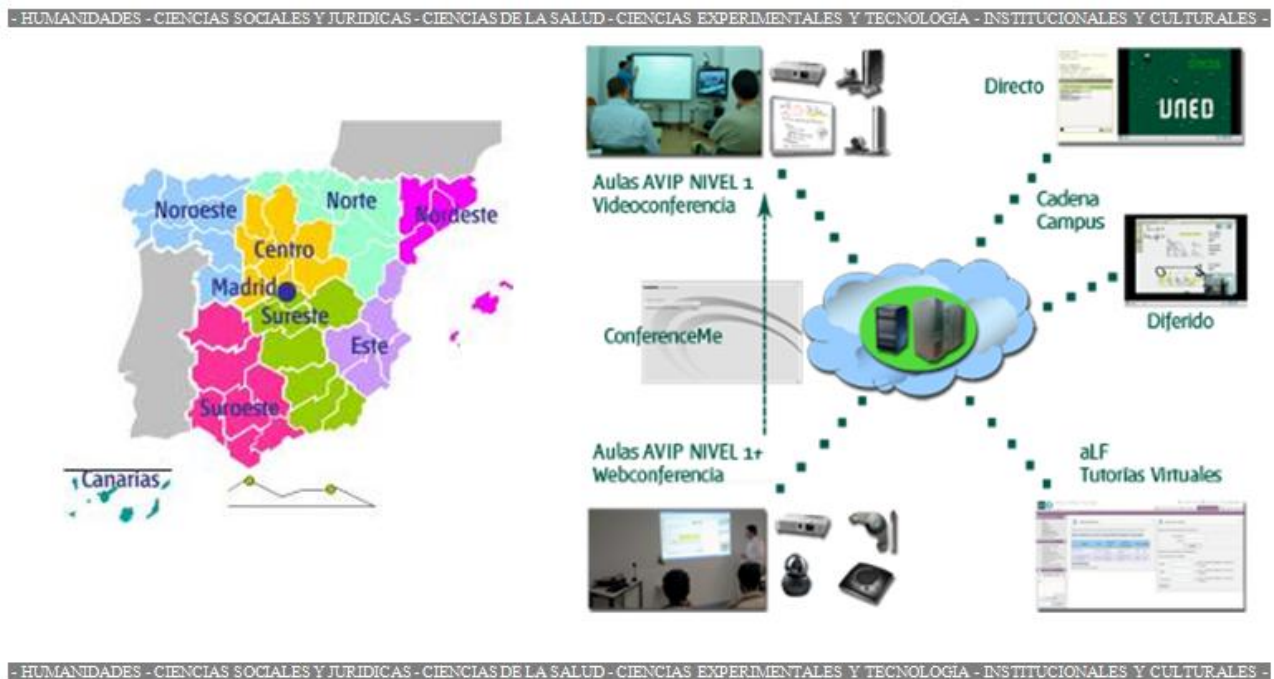 - HUMANIDADES - CIENCIAS SOCIALES Y JURIDICAS - CIENCIAS DE LA SALUD - CIENCIAS EXPERIMENTALES Y TECNOLOGIA - INSTITUCIONALES Y CULTURALES -
Noroeste
Norte
Nordeste
Centro
Madrid
Sureste
Este
Suroeste
Canarias
Directo
UNED
Aulas AVIP NIVEL 1
Videoconferencia
Cadena
Campus
ConferenceMe
Diferido
Aulas AVIP NIVEL 1+
Webconferencia
aLF
Tutorías Virtuales
- HUMANIDADES - CIENCIAS SOCIALES Y JURIDICAS - CIENCIAS DE LA SALUD - CIENCIAS EXPERIMENTALES Y TECNOLOGIA - INSTITUCIONALES Y CULTURALES -